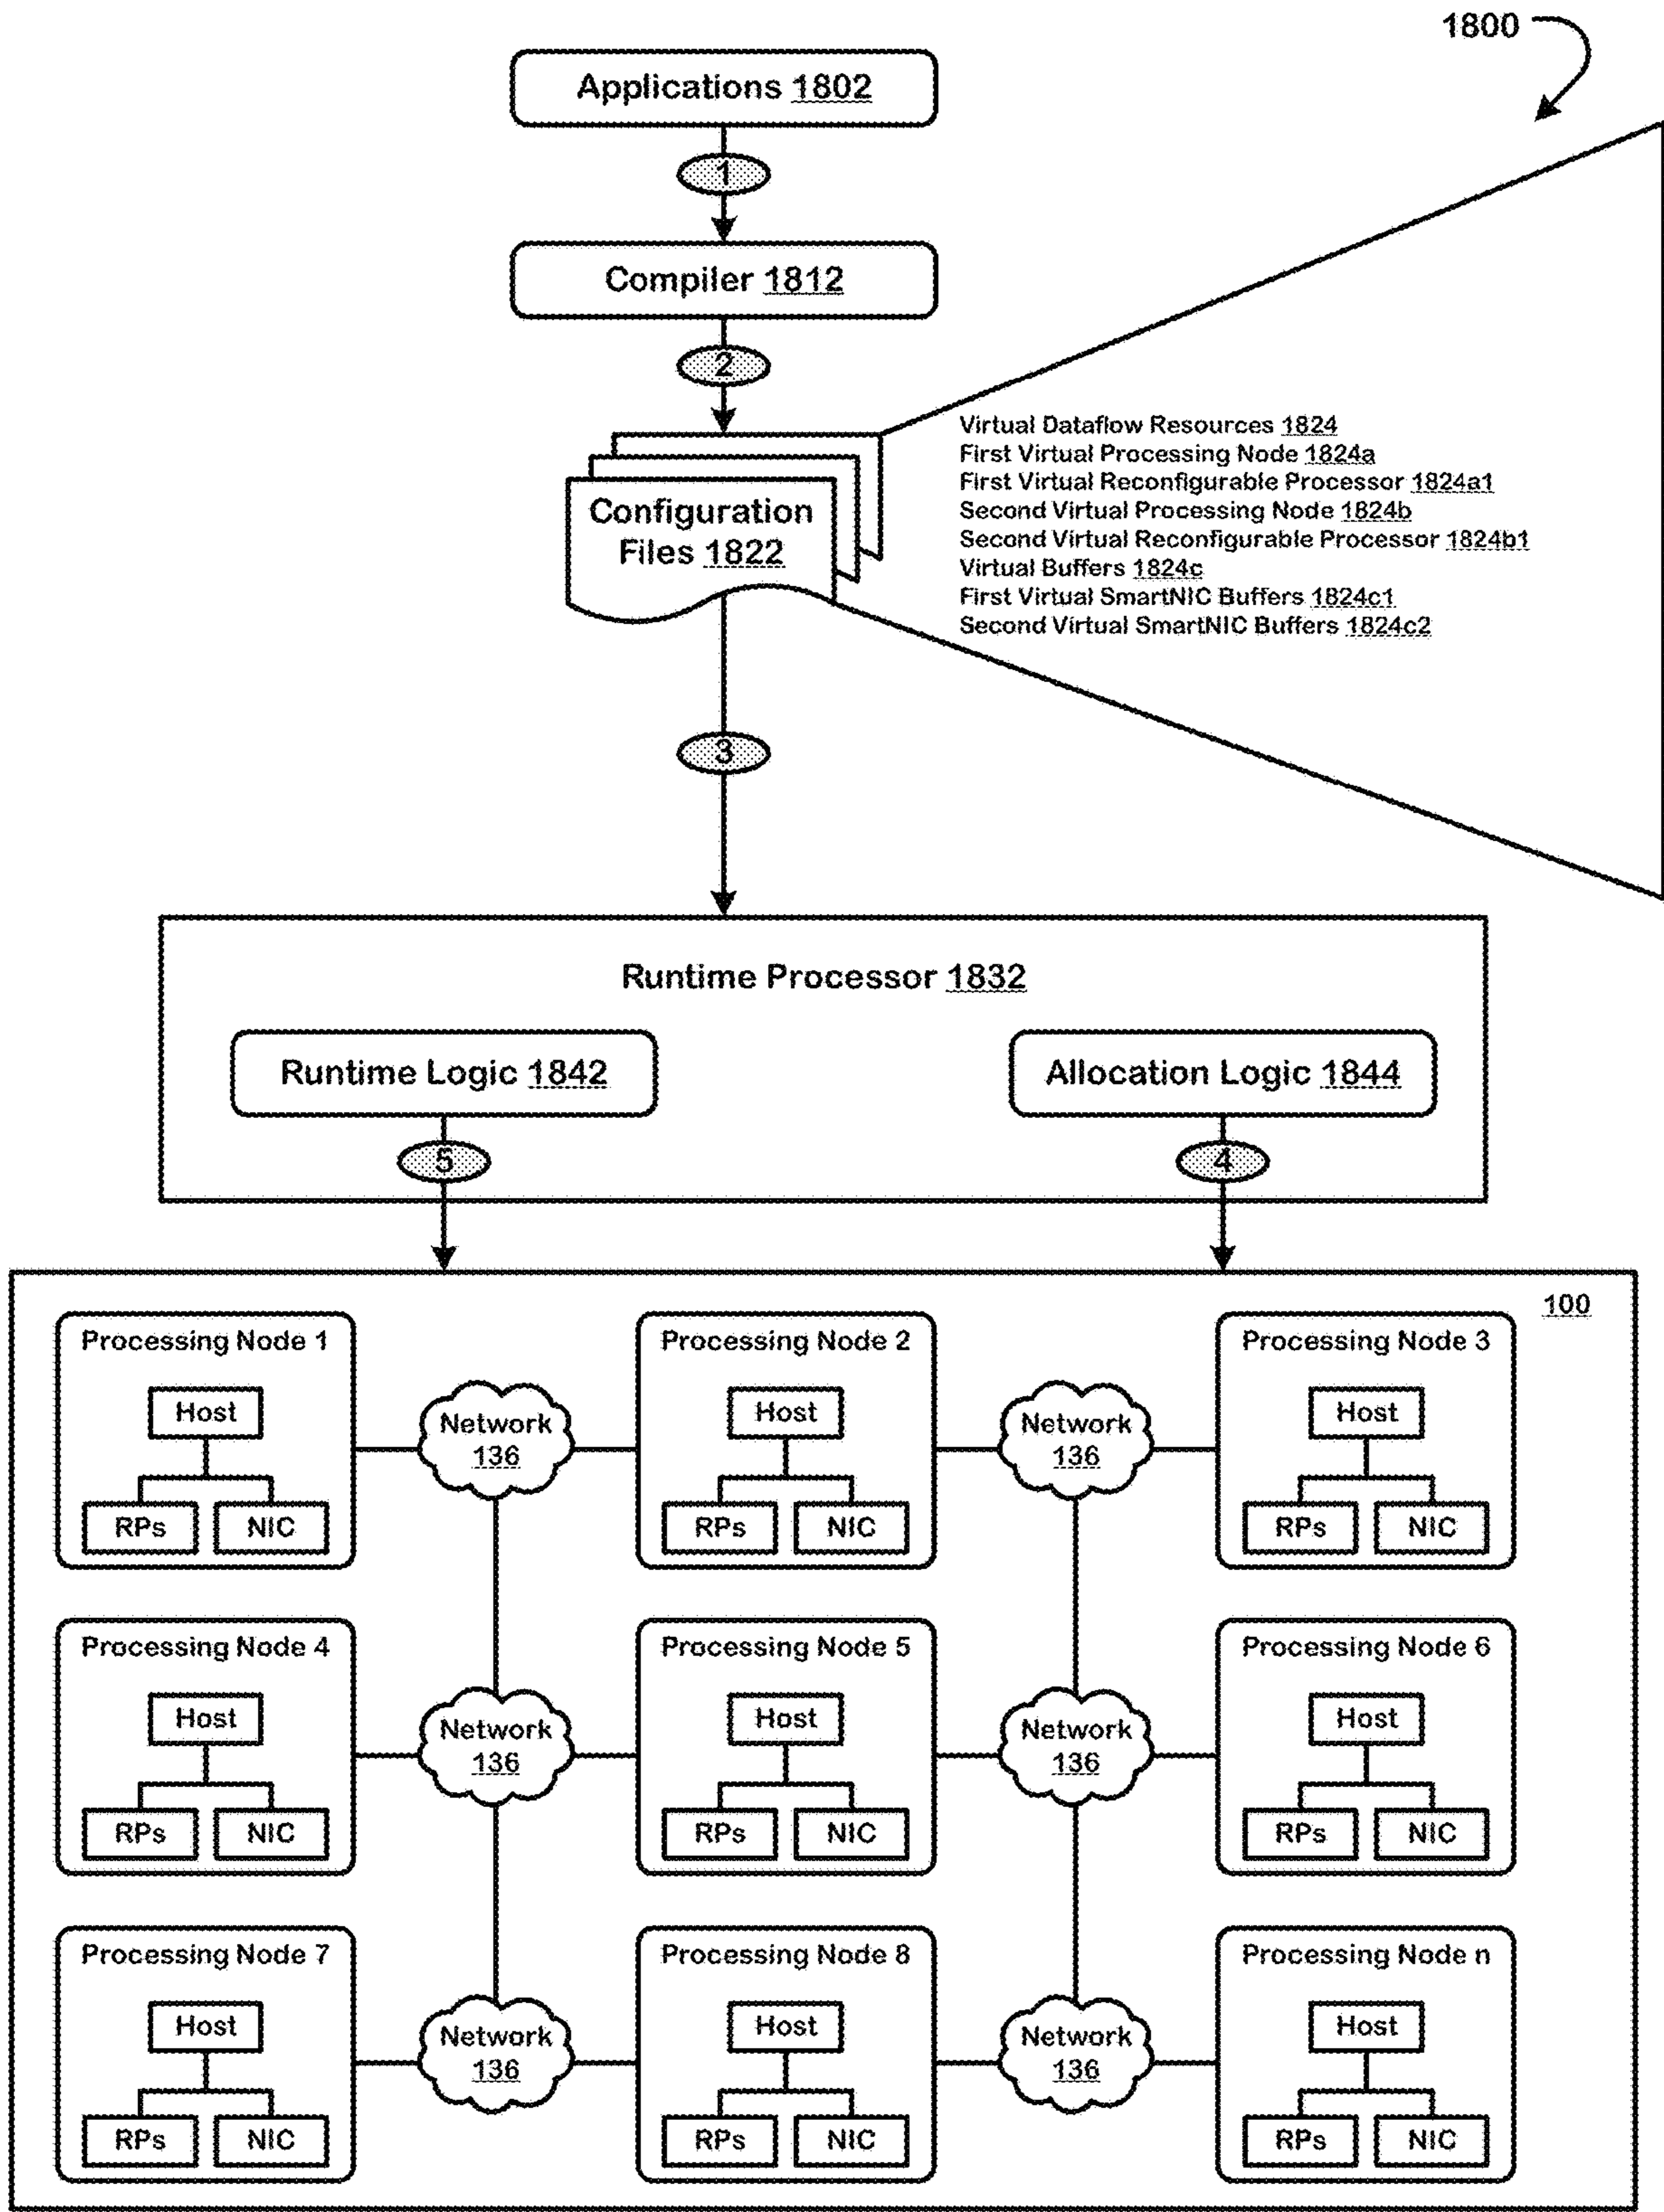 1800
Applications 1802
1
Compiler 1812
2
Configuration
Files 1822
Virtual Dataflow Resources 1824
First Virtual Processing Node 1824a
First Virtual Reconfigurable Processor 1824a1
Second Virtual Processing Node 1824b
Second Virtual Reconfigurable Processor 1824b1
Virtual Buffers 1824c
First Virtual SmartNIC Buffers 1824c1
Second Virtual SmartNIC Buffers 1824c2
3
Runtime Processor 1832
Runtime Logic 1842
Allocation Logic 1844
5
4
100
Processing Node 1
Host
RPs
NIC
Network
136
Processing Node 2
Host
RPs
NIC
Network
136
Processing Node 3
Host
RPs
NIC
Processing Node 4
Host
RPs
NIC
Network
136
Processing Node 5
Host
RPs
NIC
Network
136
Processing Node 6
Host
RPs
NIC
Processing Node 7
Host
RPs
NIC
Network
136
Processing Node 8
Host
RPs
NIC
Network
136
Processing Node n
Host
RPs
NIC